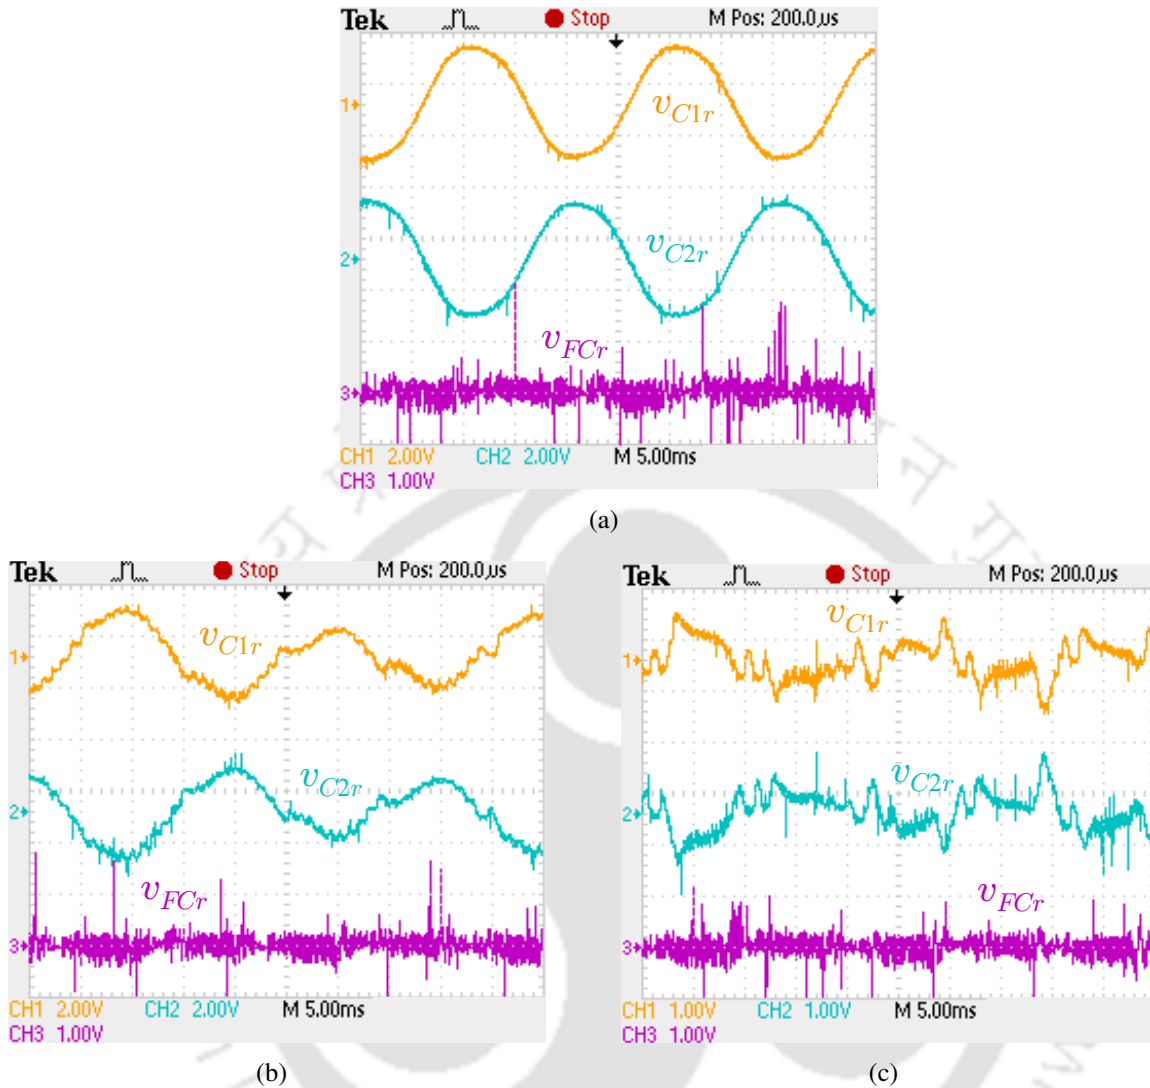 Tek Stop M Pos: 200.0µs
1
v_{C1r}
v_{C2r}
2
v_{FCr}
3
CH1 2.00V CH2 2.00V M 5.00ms
CH3 1.00V
(a)
Tek Stop M Pos: 200.0µs
v_{C1r}
1
v_{C2r}
2
v_{FCr}
3
CH1 2.00V CH2 2.00V M 5.00ms
CH3 1.00V
(b)
Tek Stop M Pos: 200.0µs
v_{C1r}
1
v_{C2r}
2
v_{FCr}
3
CH1 1.00V CH2 1.00V M 5.00ms
CH3 1.00V
(c)